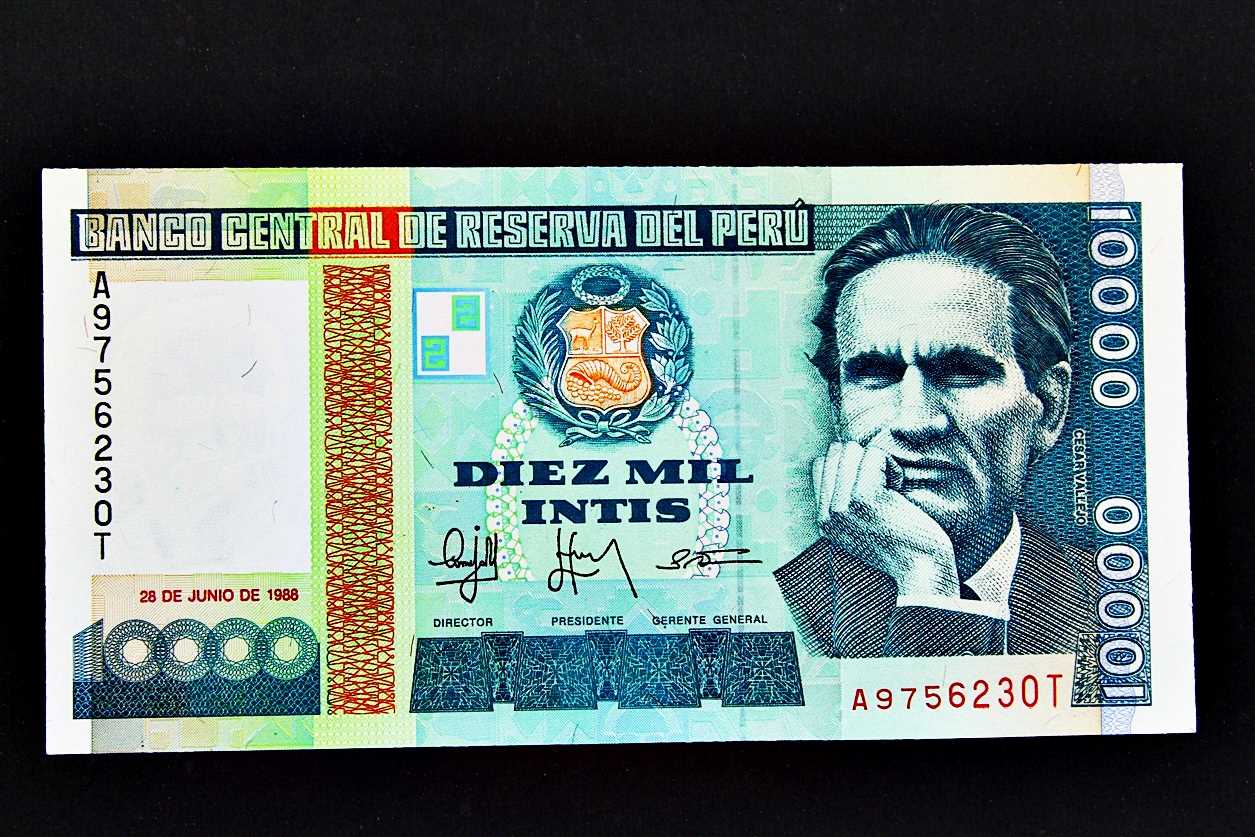 BANCO CENTRAL DE RESERVA DEL PERÚ
A9756230T
DIEZ MIL
INTIS
28 DE JUNIO DE 1988
DIRECTOR
PRESIDENTE
GERENTE GENERAL
10000
A9756230T
CESAR VALLEJO
10000
10000